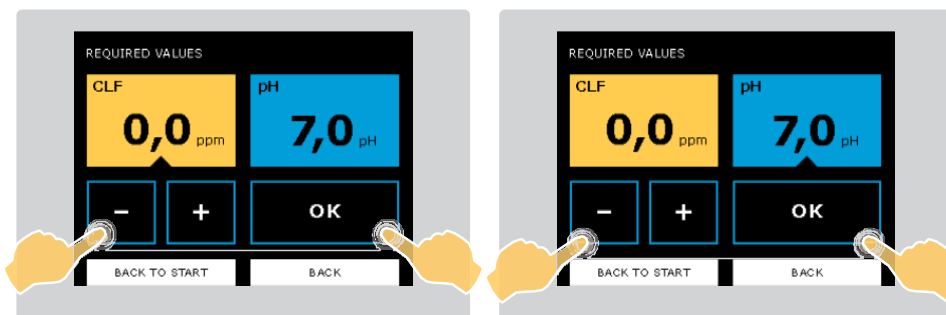 REQUIRED VALUES
CLF pH
0,0 ppm 7,0 pH
- + OK
BACK TO START BACK
REQUIRED VALUES
CLF pH
0,0 ppm 7,0 pH
- + OK
BACK TO START BACK